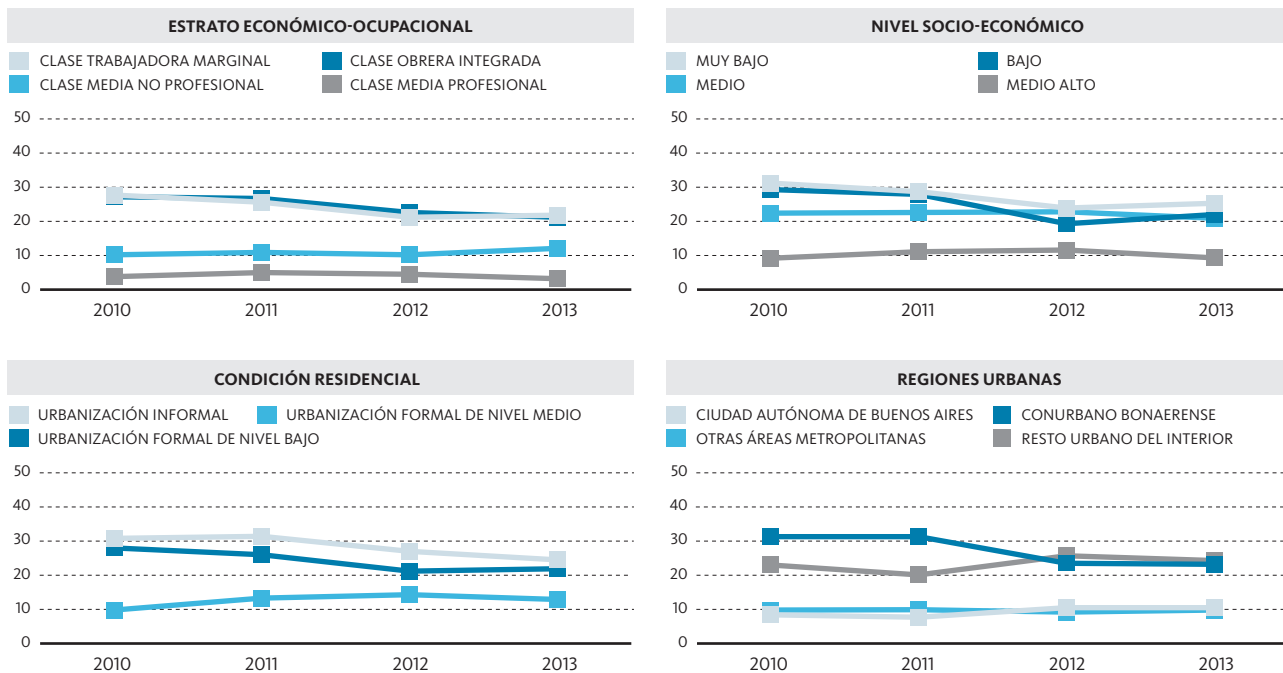 ESTRATO ECONÓMICO-OCUPACIONAL
CLASE TRABAJADORA MARGINAL CLASE OBRERA INTEGRADA
CLASE MEDIA NO PROFESIONAL CLASE MEDIA PROFESIONAL
50
40
30
20
10
0
2010 2011 2012 2013
NIVEL SOCIO-ECONÓMICO
MUY BAJO BAJO
MEDIO MEDIO ALTO
50
40
30
20
10
0
2010 2011 2012 2013
CONDICIÓN RESIDENCIAL
URBANIZACIÓN INFORMAL URBANIZACIÓN FORMAL DE NIVEL MEDIO
URBANIZACIÓN FORMAL DE NIVEL BAJO
50
40
30
20
10
0
2010 2011 2012 2013
REGIONES URBANAS
CIUDAD AUTÓNOMA DE BUENOS AIRES CONURBANO BONAERENSE
OTRAS ÁREAS METROPOLITANAS RESTO URBANO DEL INTERIOR
50
40
30
20
10
0
2010 2011 2012 2013